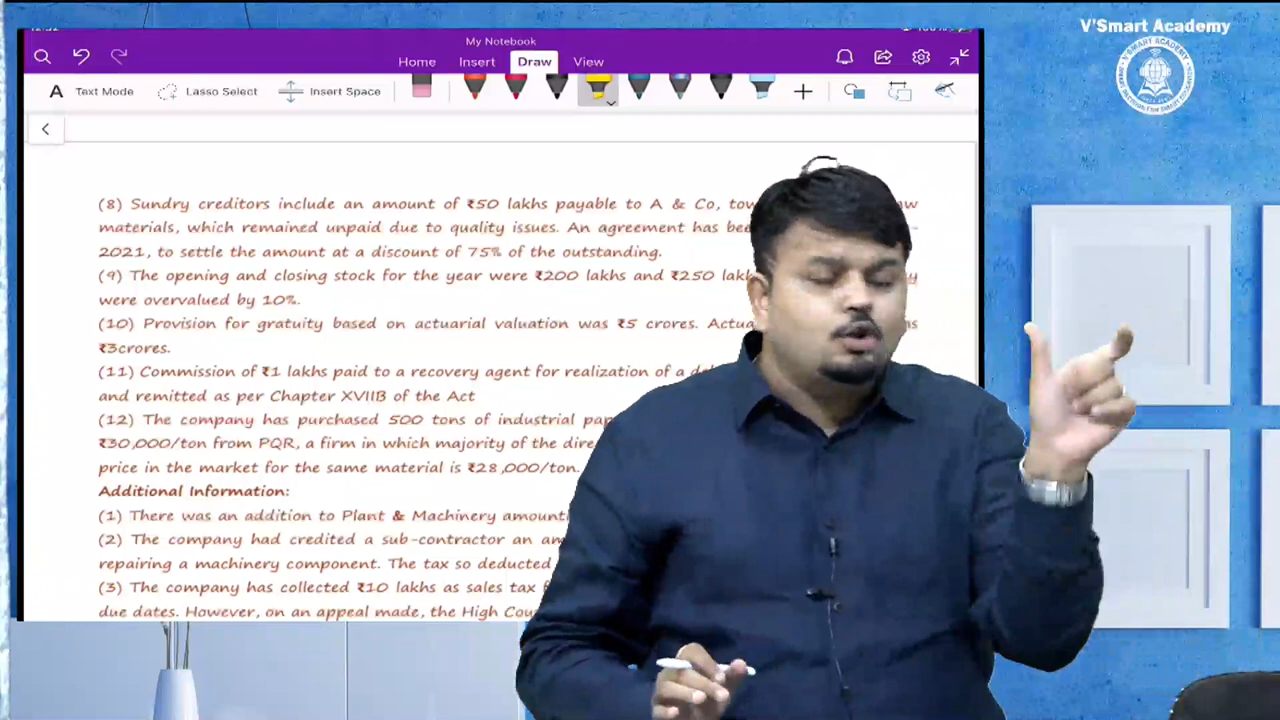 V'Smart Academy
My Notebook
Home Insert Draw View
Text Mode Lasso Select Insert Space
(8) Sundry creditors include an amount of ₹50 lakhs payable to A & Co,
materials, which remained unpaid due to quality issues. An agreement has
2021, to settle the amount at a discount of 75% of the outstanding.
(9) The opening and closing stock for the year were ₹200 lakhs and ₹250
were overvalued by 10%.
(10) Provision for gratuity based on actuarial valuation was ₹5 crores.
₹3crores.
(11) Commission of ₹1 lakhs paid to a recovery agent for realization of a
and remitted as per Chapter XVIIB of the Act
(12) The company has purchased 500 tons of industrial
₹30,000/ton from PQR, a firm in which majority of the
price in the market for the same material is ₹28,000/ton.
Additional Information:
(1) There was an addition to Plant & Machinery
(2) The company had credited a sub-contractor an
repairing a machinery component. The tax so deducted
(3) The company has collected ₹10 lakhs as sales tax
due dates. However, on an appeal made, the High